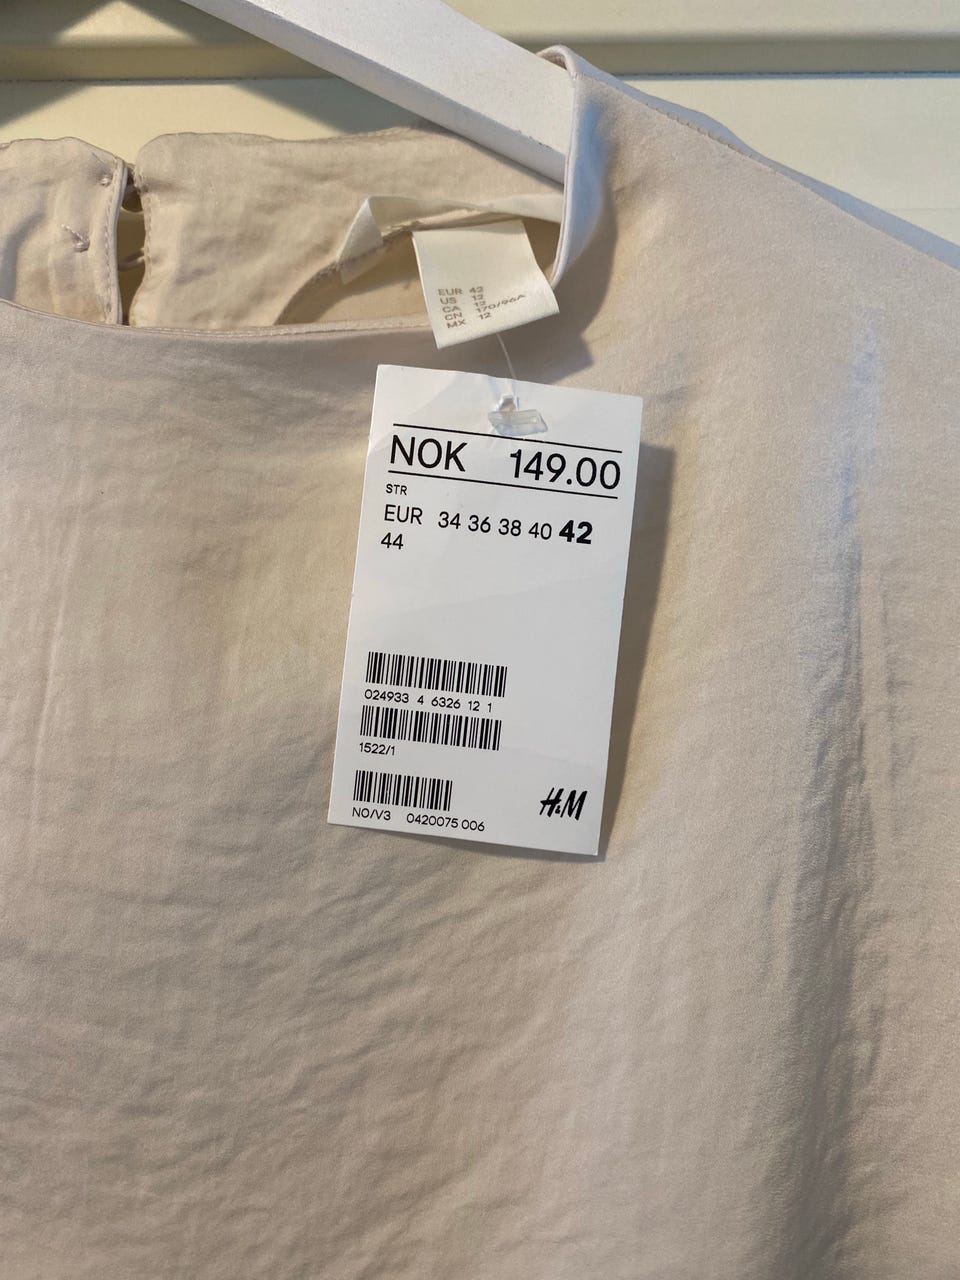 EUR 42
US 12
CA 12
CN 170/96A
MX 12
NOK 149.00
STR
EUR 34 36 38 40 42
44
024933 4 6326 12 1
1522/1
NO/V3 0420075 006
H&M